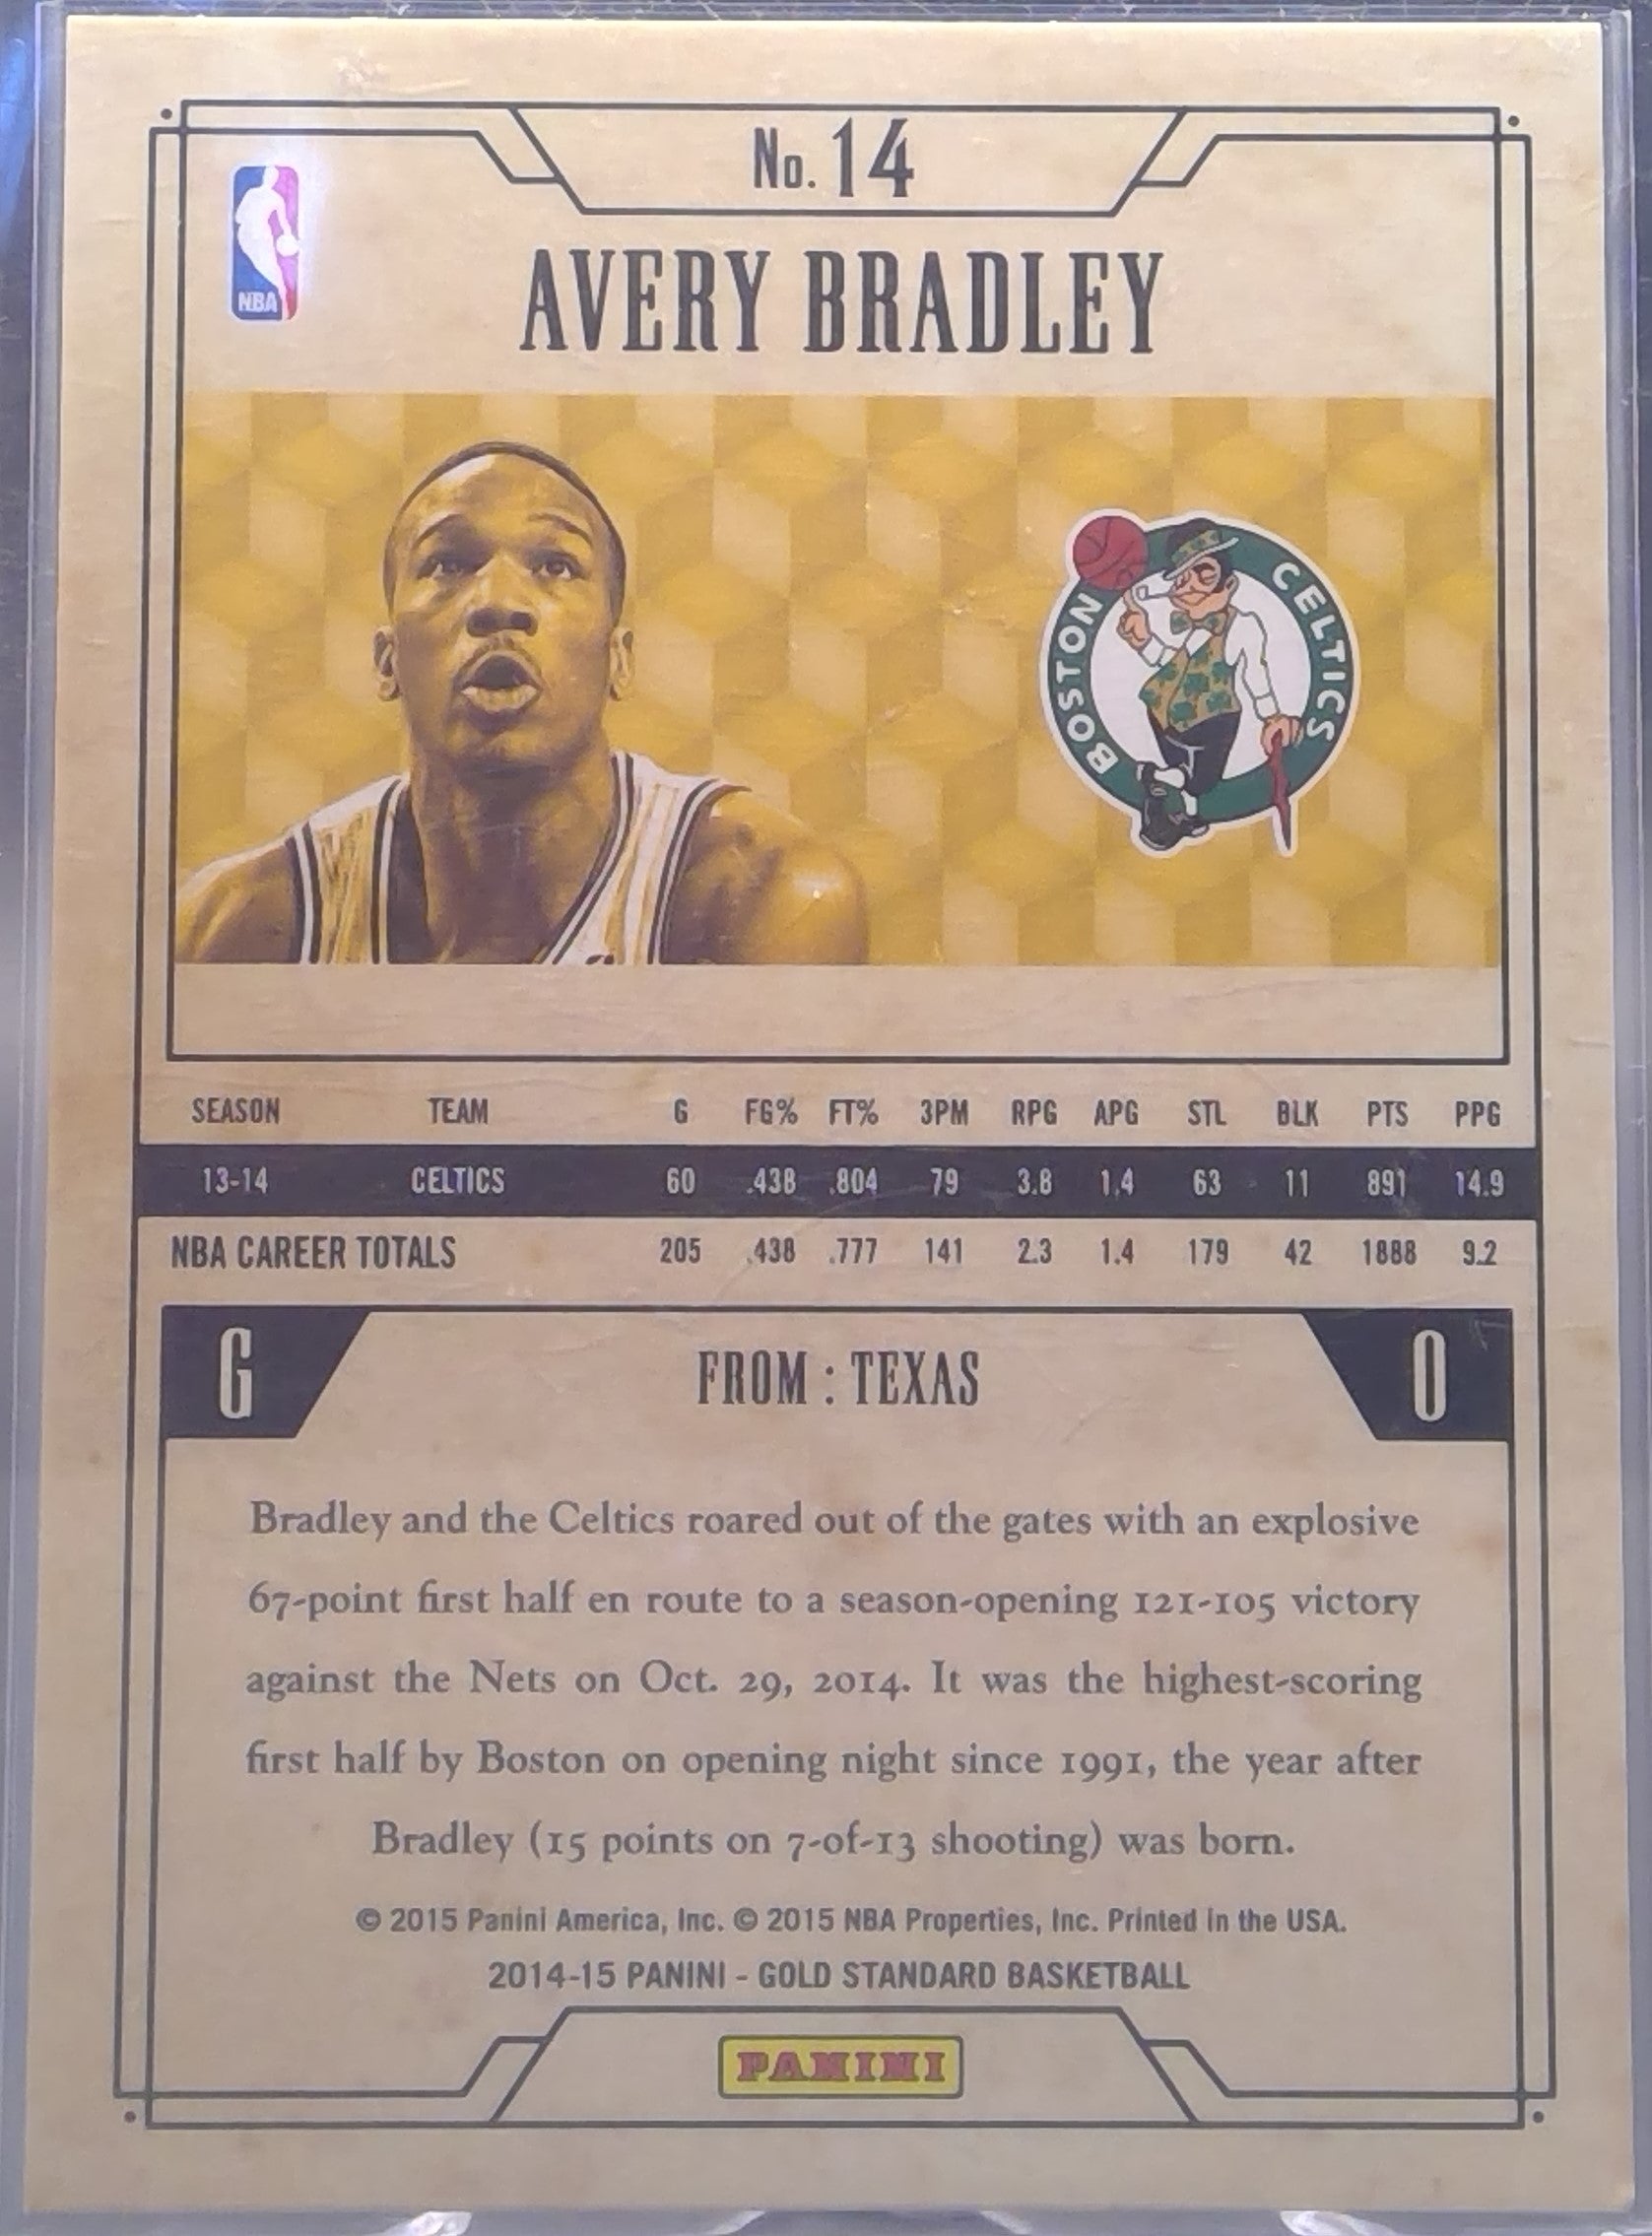 No. 14
NBA
AVERY BRADLEY
BOSTON CELTICS
SEASON TEAM G FG% FT% 3PM RPG APG STL BLK PTS PPG
13-14 CELTICS 60 .438 .804 79 3.8 1.4 63 11 891 14.9
NBA CAREER TOTALS 205 .438 .777 141 2.3 1.4 179 42 1888 9.2
G FROM : TEXAS 0
Bradley and the Celtics roared out of the gates with an explosive
67-point first half en route to a season-opening 121-105 victory
against the Nets on Oct. 29, 2014. It was the highest-scoring
first half by Boston on opening night since 1991, the year after
Bradley (15 points on 7-of-13 shooting) was born.
© 2015 Panini America, Inc. © 2015 NBA Properties, Inc. Printed in the USA.
2014-15 PANINI - GOLD STANDARD BASKETBALL
PANINI